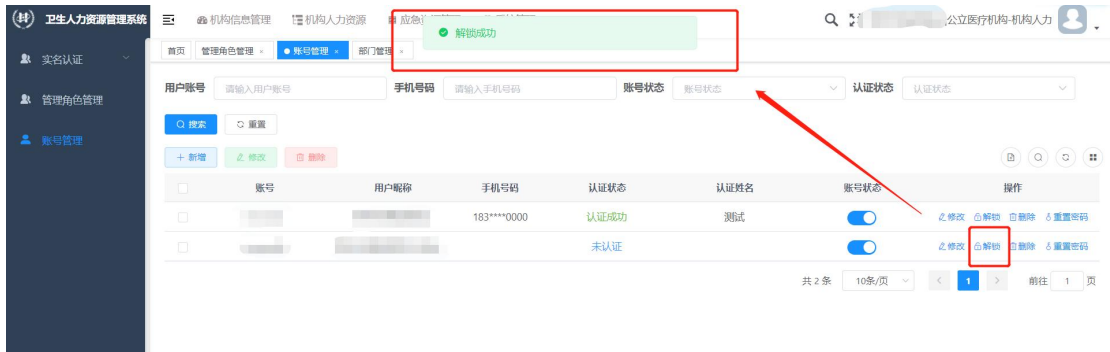 卫生人力资源管理系统 机构信息管理 机构人力资源 应急 公立医疗机构-机构人力
解锁成功
首页 管理角色管理 × 账号管理 × 部门管理 ×
实名认证
管理角色管理
账号管理
用户账号 请输入用户账号 手机号码 请输入手机号码 账号状态 账号状态 认证状态 认证状态
搜索 重置
+ 新增 修改 删除
账号 用户昵称 手机号码 认证状态 认证姓名 账号状态 操作
183****0000 认证成功 测试 修改 解锁 删除 重置密码
未认证 修改 解锁 删除 重置密码
共 2 条 10条/页 < 1 > 前往 1 页